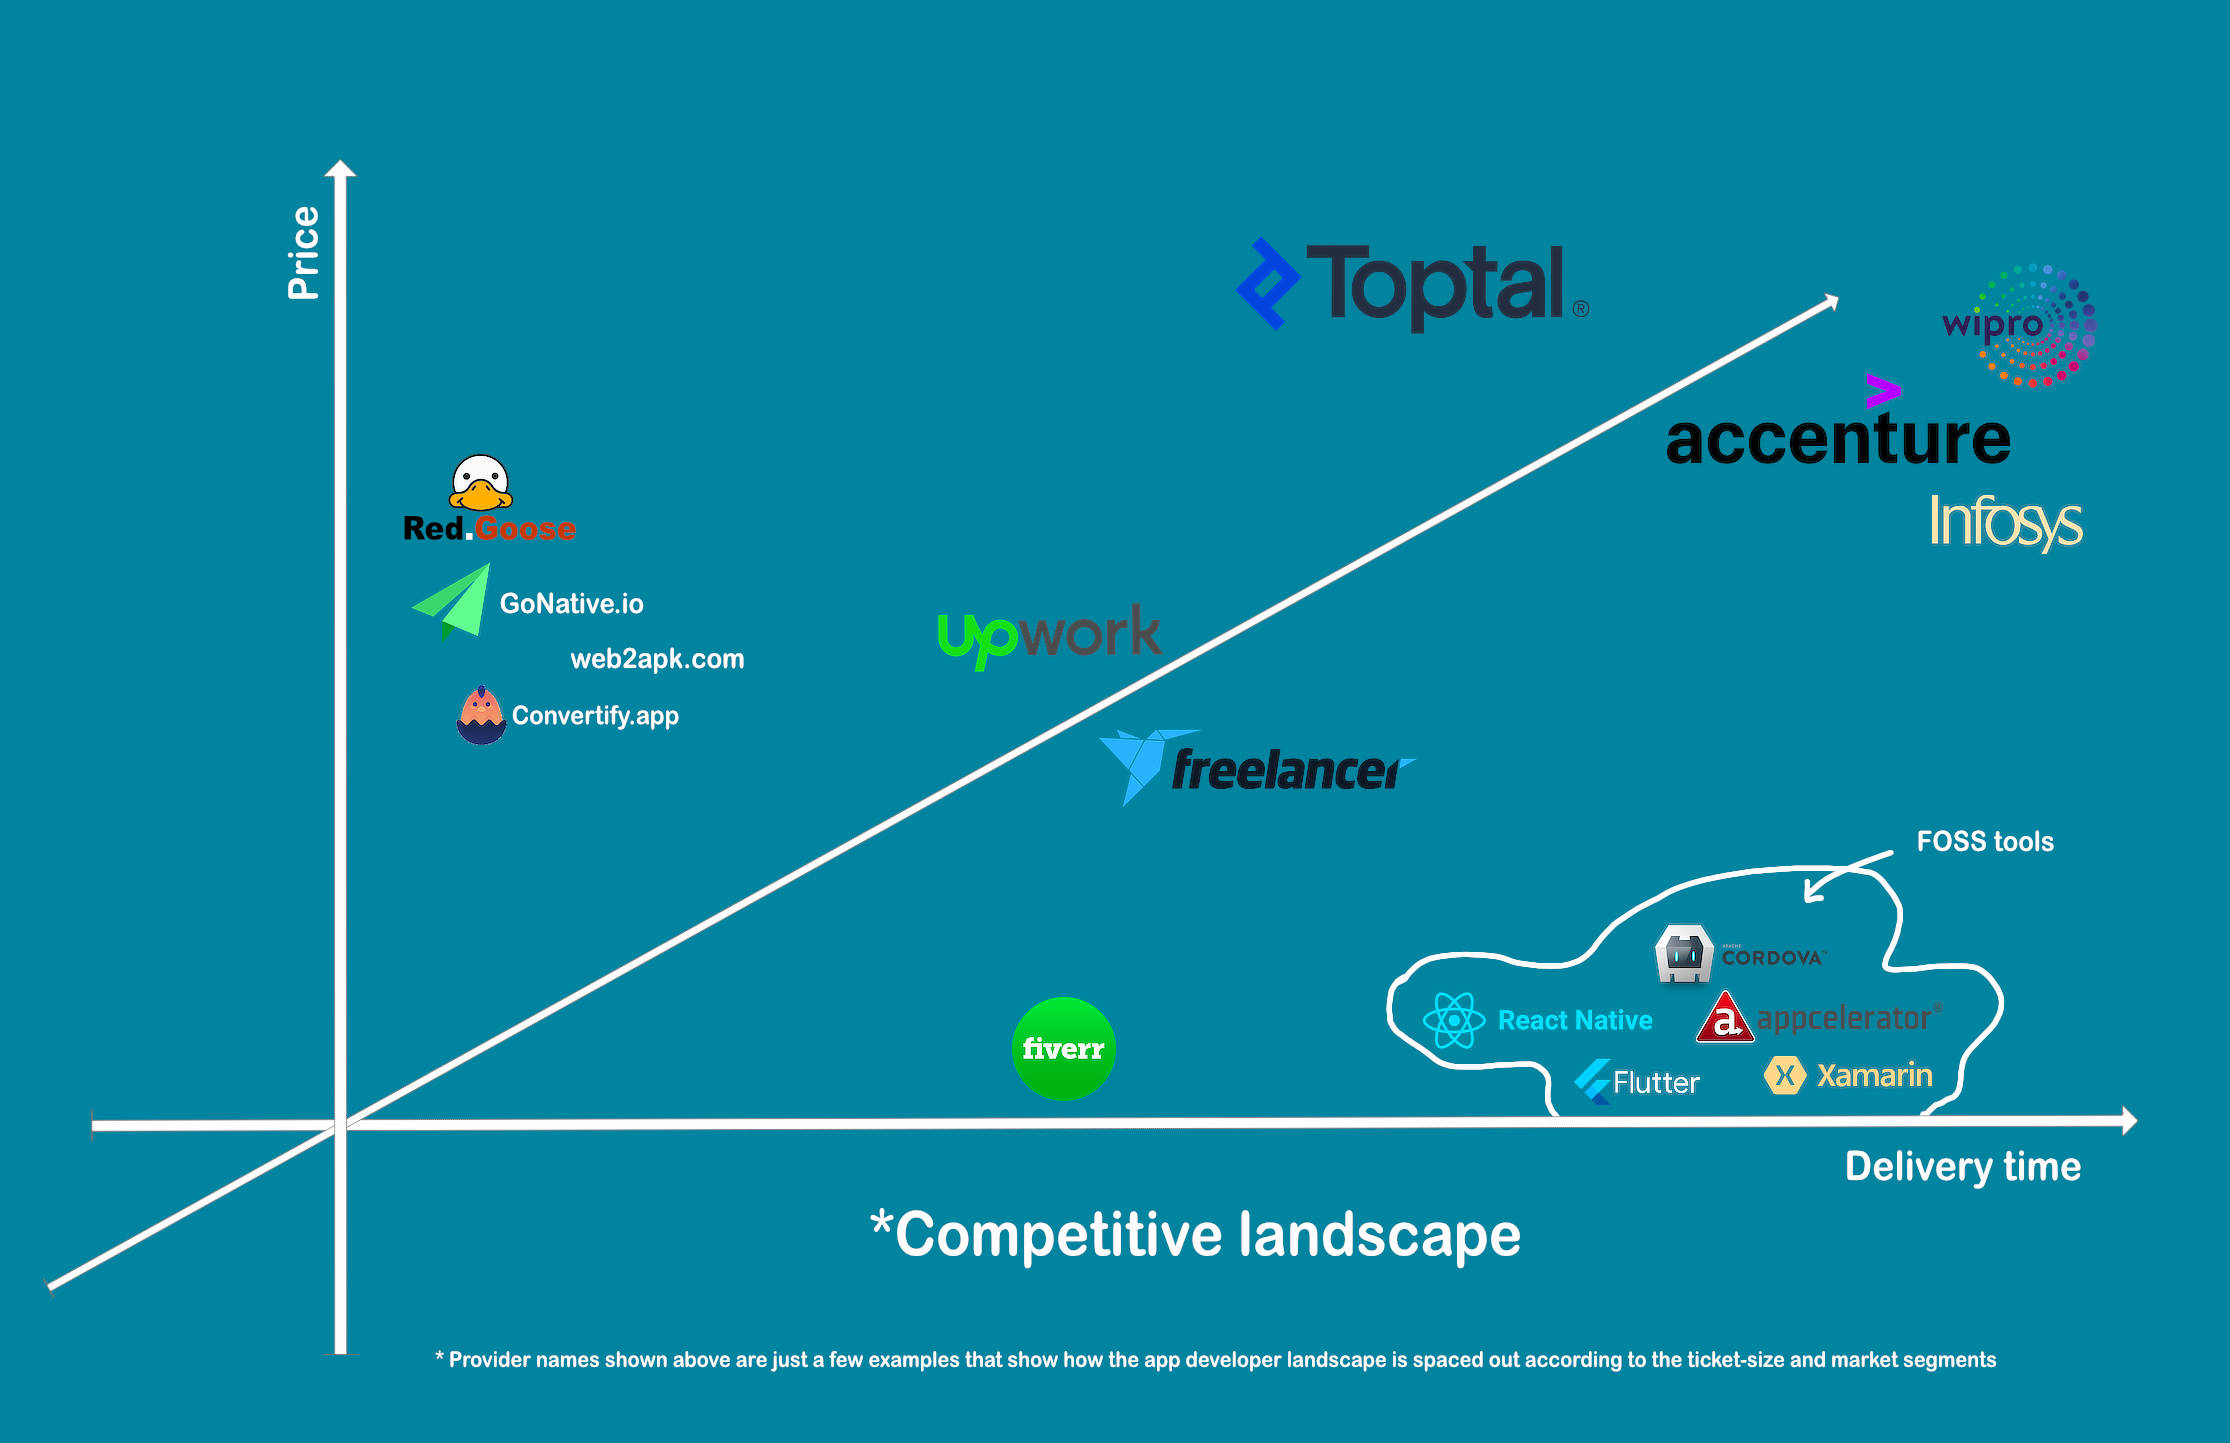 Price
Toptal®
wipro
accenture
Infosys
Red.Goose
GoNative.io
upwork
web2apk.com
Convertify.app
freelancer
FOSS tools
APACHE
CORDOVA™
React Native
appcelerator®
fiverr
Flutter
Xamarin
Delivery time
*Competitive landscape
* Provider names shown above are just a few examples that show how the app developer landscape is spaced out according to the ticket-size and market segments